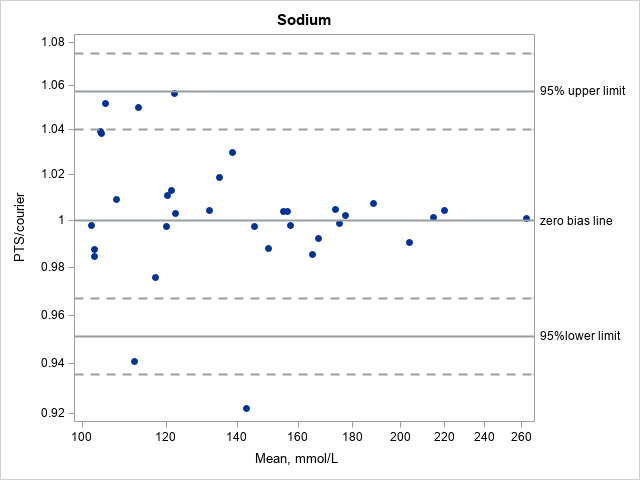 Sodium
1.08
1.06
1.04
1.02
1
0.98
0.96
0.94
0.92
PTS/courier
95% upper limit
zero bias line
95%lower limit
100 120 140 160 180 200 220 240 260
Mean, mmol/L